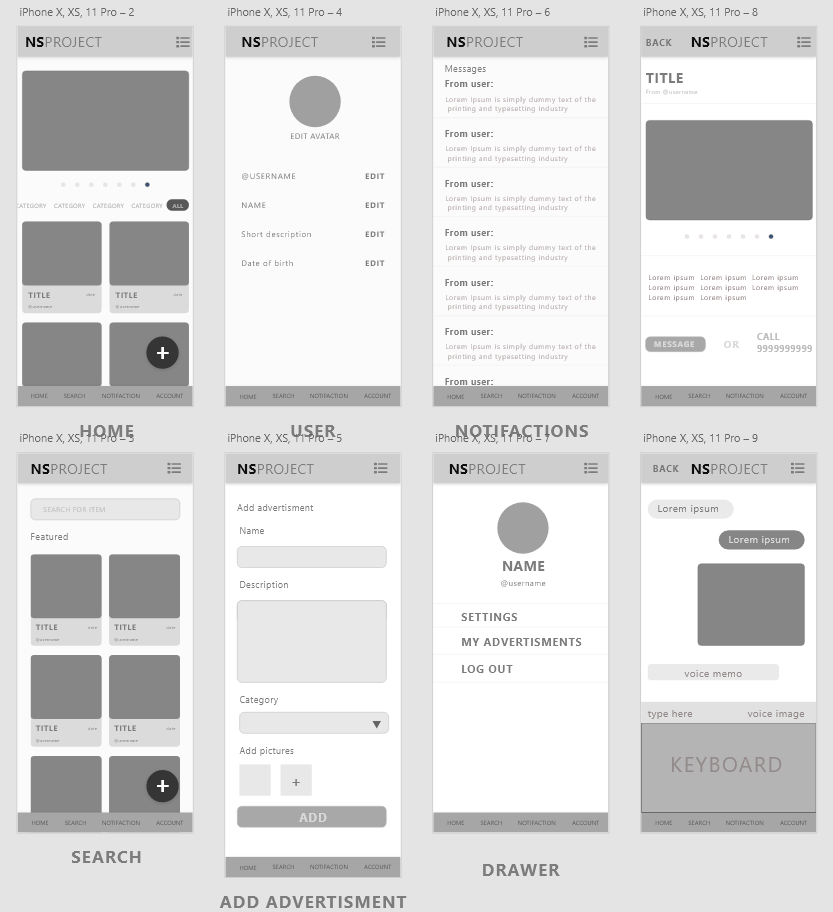 iPhone X, XS, 11 Pro – 2
NSPROJECT
CATEGORY CATEGORY CATEGORY CATEGORY ALL
TITLE date
@username
TITLE date
@username
+
HOME SEARCH NOTIFACTION ACCOUNT
HOME
iPhone X, XS, 11 Pro – 4
NSPROJECT
EDIT AVATAR
@USERNAME EDIT
NAME EDIT
Short description EDIT
Date of birth EDIT
HOME SEARCH NOTIFACTION ACCOUNT
USER
iPhone X, XS, 11 Pro – 6
NSPROJECT
Messages
From user:
Lorem Ipsum is simply dummy text of the
printing and typesetting industry
From user:
Lorem Ipsum is simply dummy text of the
printing and typesetting industry
From user:
Lorem Ipsum is simply dummy text of the
printing and typesetting industry
From user:
Lorem Ipsum is simply dummy text of the
printing and typesetting industry
From user:
Lorem Ipsum is simply dummy text of the
printing and typesetting industry
From user:
Lorem Ipsum is simply dummy text of the
printing and typesetting industry
From user:
HOME SEARCH NOTIFACTION ACCOUNT
NOTIFACTIONS
iPhone X, XS, 11 Pro – 8
BACK NSPROJECT
TITLE
From @username
Lorem ipsum Lorem ipsum Lorem ipsum
Lorem ipsum Lorem ipsum Lorem ipsum
Lorem ipsum Lorem ipsum
MESSAGE OR CALL
9999999999
HOME SEARCH NOTIFACTION ACCOUNT
iPhone X, XS, 11 Pro – 3
NSPROJECT
SEARCH FOR ITEM
Featured
TITLE date
@username
TITLE date
@username
TITLE date
@username
TITLE date
@username
+
HOME SEARCH NOTIFACTION ACCOUNT
SEARCH
iPhone X, XS, 11 Pro – 5
NSPROJECT
Add advertisment
Name
Description
Category
Add pictures
+
ADD
HOME SEARCH NOTIFACTION ACCOUNT
ADD ADVERTISMENT
iPhone X, XS, 11 Pro – 7
NSPROJECT
NAME
@username
SETTINGS
MY ADVERTISMENTS
LOG OUT
HOME SEARCH NOTIFACTION ACCOUNT
DRAWER
iPhone X, XS, 11 Pro – 9
BACK NSPROJECT
Lorem ipsum
Lorem ipsum
voice memo
type here voice image
KEYBOARD
HOME SEARCH NOTIFACTION ACCOUNT